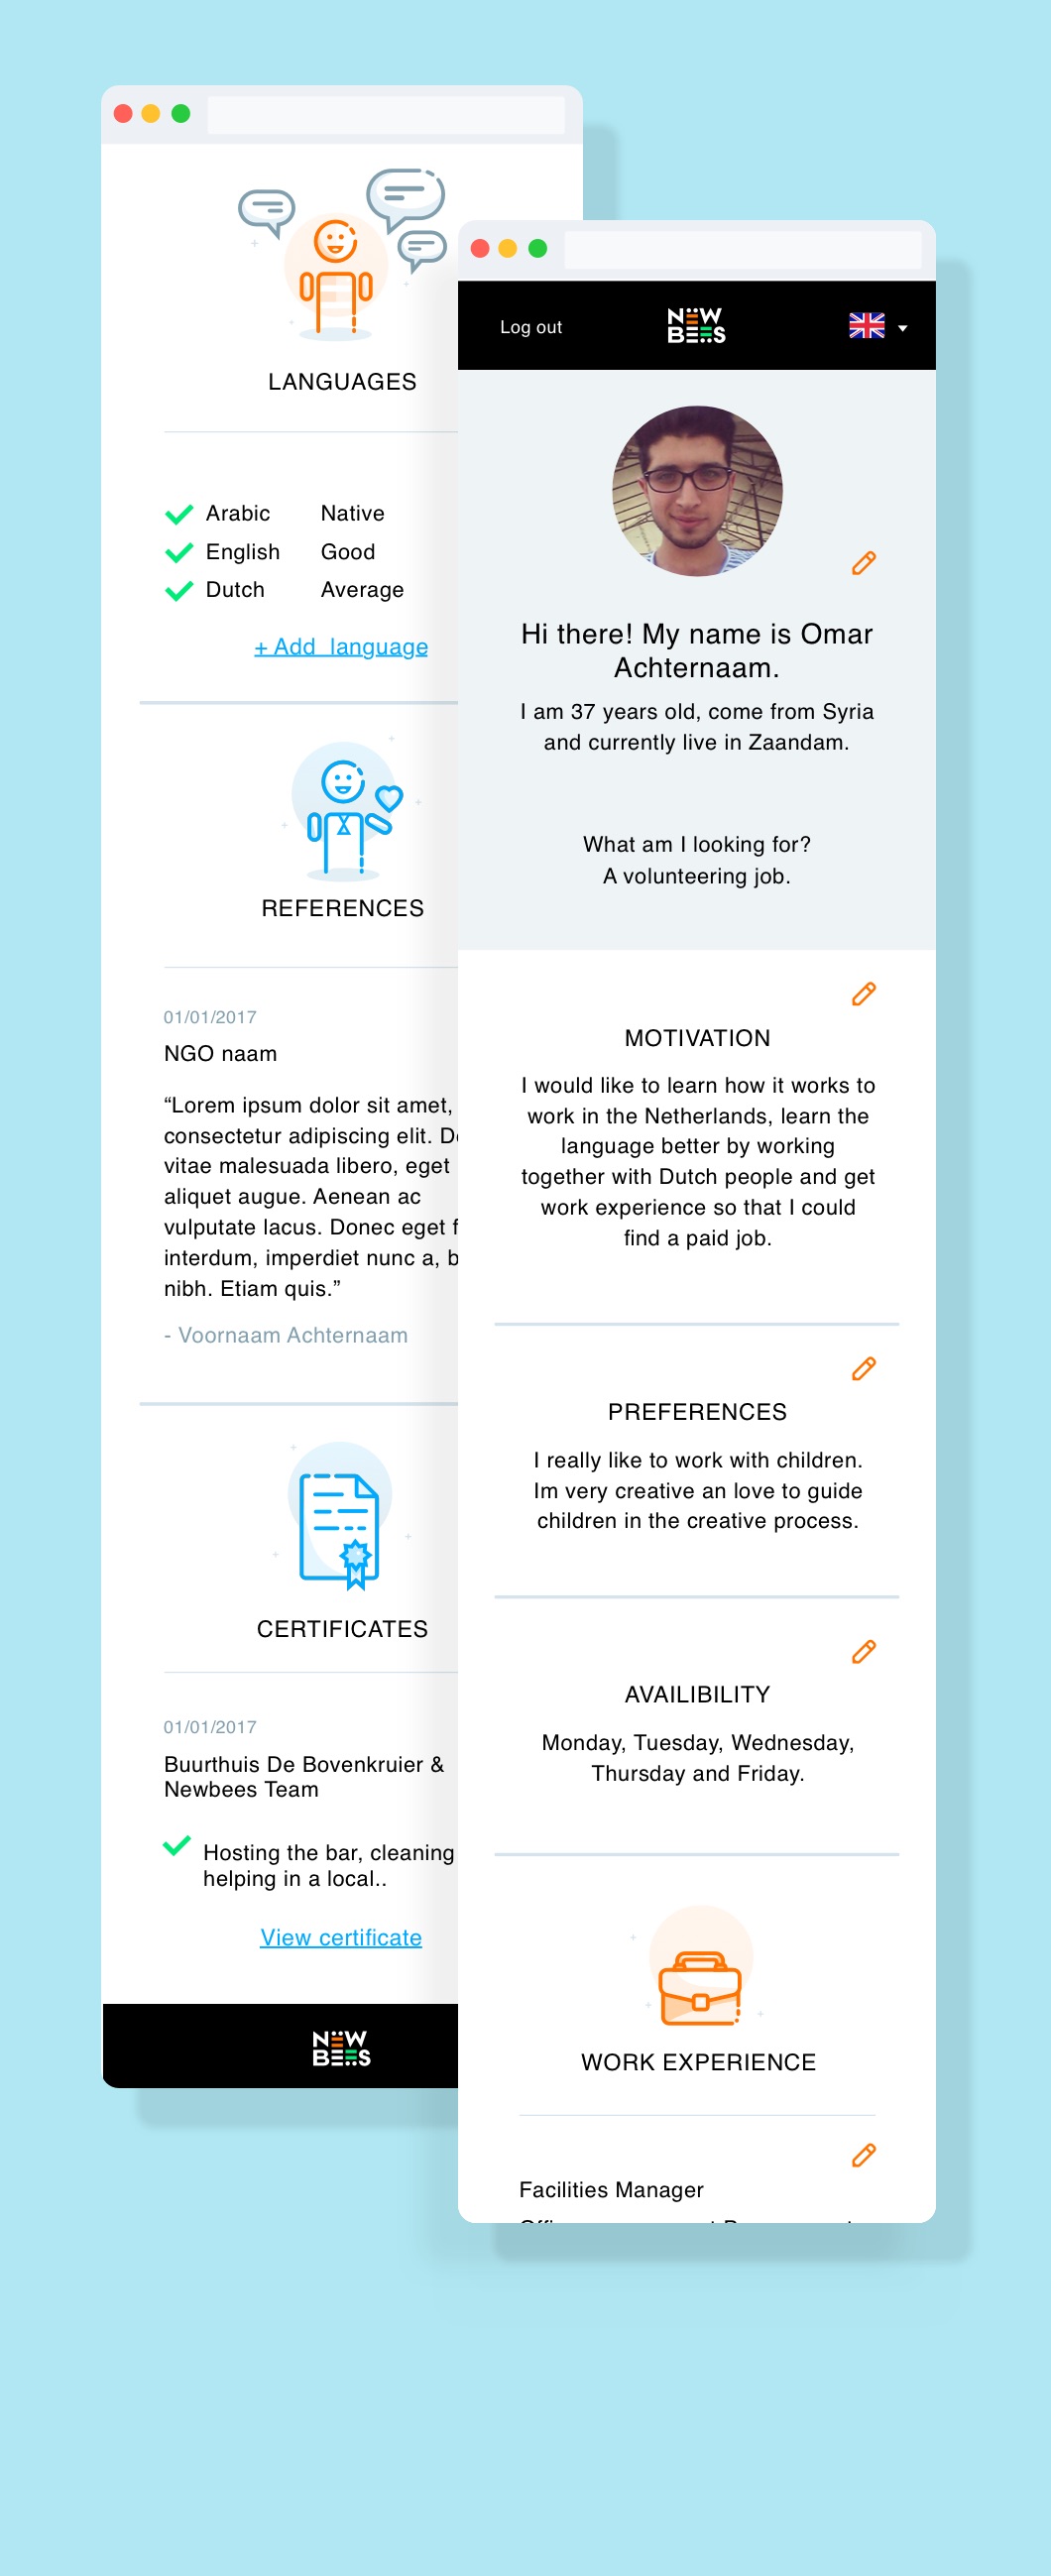 LANGUAGES
Arabic Native
English Good
Dutch Average
+ Add language
REFERENCES
01/01/2017
NGO naam
“Lorem ipsum dolor sit amet,
consectetur adipiscing elit.
vitae malesuada libero, eget
aliquet augue. Aenean ac
vulputate lacus. Donec eget
interdum, imperdiet nunc a,
nibh. Etiam quis.”
- Voornaam Achternaam
CERTIFICATES
01/01/2017
Buurthuis De Bovenkruier &
Newbees Team
Hosting the bar, cleaning
helping in a local..
View certificate
NEW
BEES
Log out
NEW
BEES
Hi there! My name is Omar
Achternaam.
I am 37 years old, come from Syria
and currently live in Zaandam.
What am I looking for?
A volunteering job.
MOTIVATION
I would like to learn how it works to
work in the Netherlands, learn the
language better by working
together with Dutch people and get
work experience so that I could
find a paid job.
PREFERENCES
I really like to work with children.
Im very creative an love to guide
children in the creative process.
AVAILIBILITY
Monday, Tuesday, Wednesday,
Thursday and Friday.
WORK EXPERIENCE
Facilities Manager